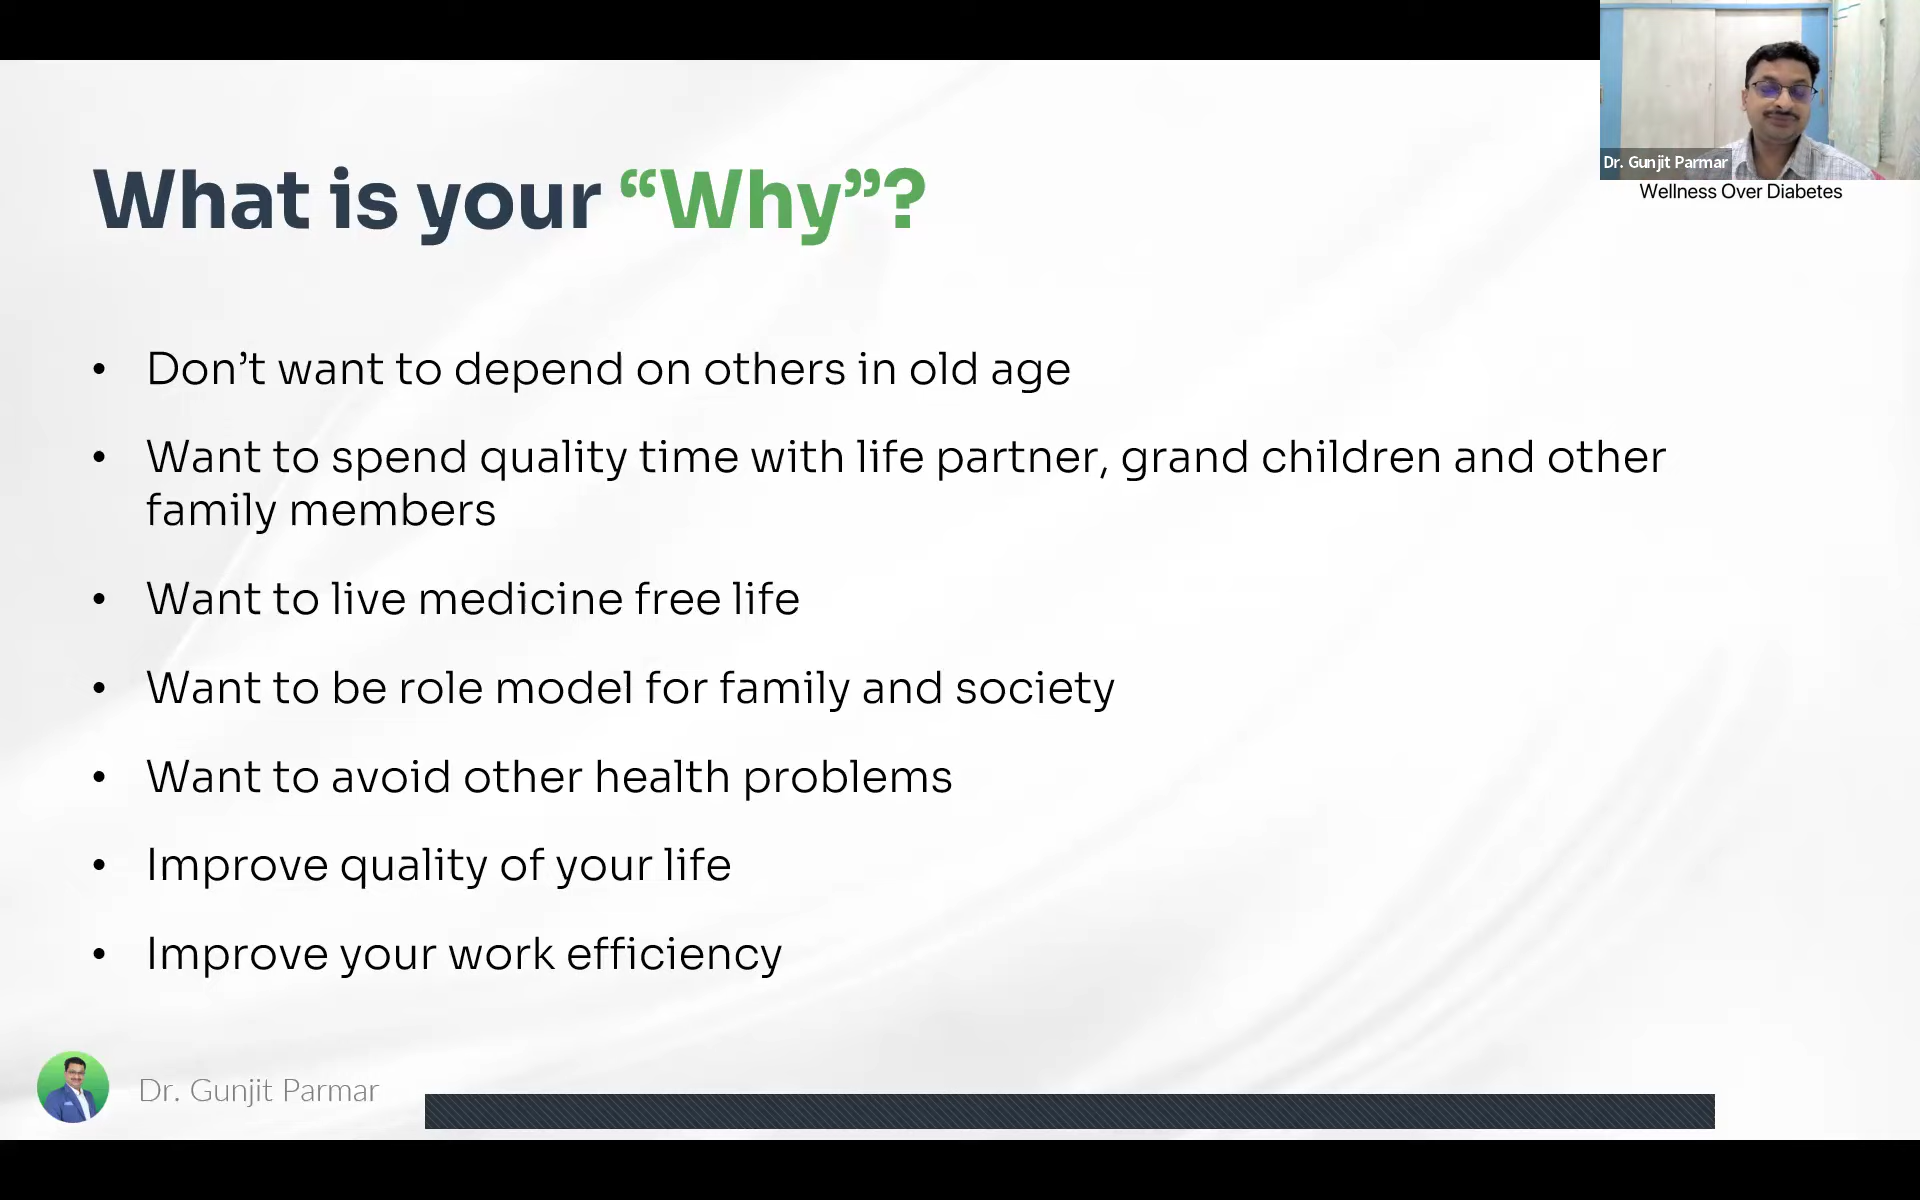 Dr. Gunjit Parmar
Wellness Over Diabetes
What is your “Why”?
• Don’t want to depend on others in old age
• Want to spend quality time with life partner, grand children and other
family members
• Want to live medicine free life
• Want to be role model for family and society
• Want to avoid other health problems
• Improve quality of your life
• Improve your work efficiency
Dr. Gunjit Parmar